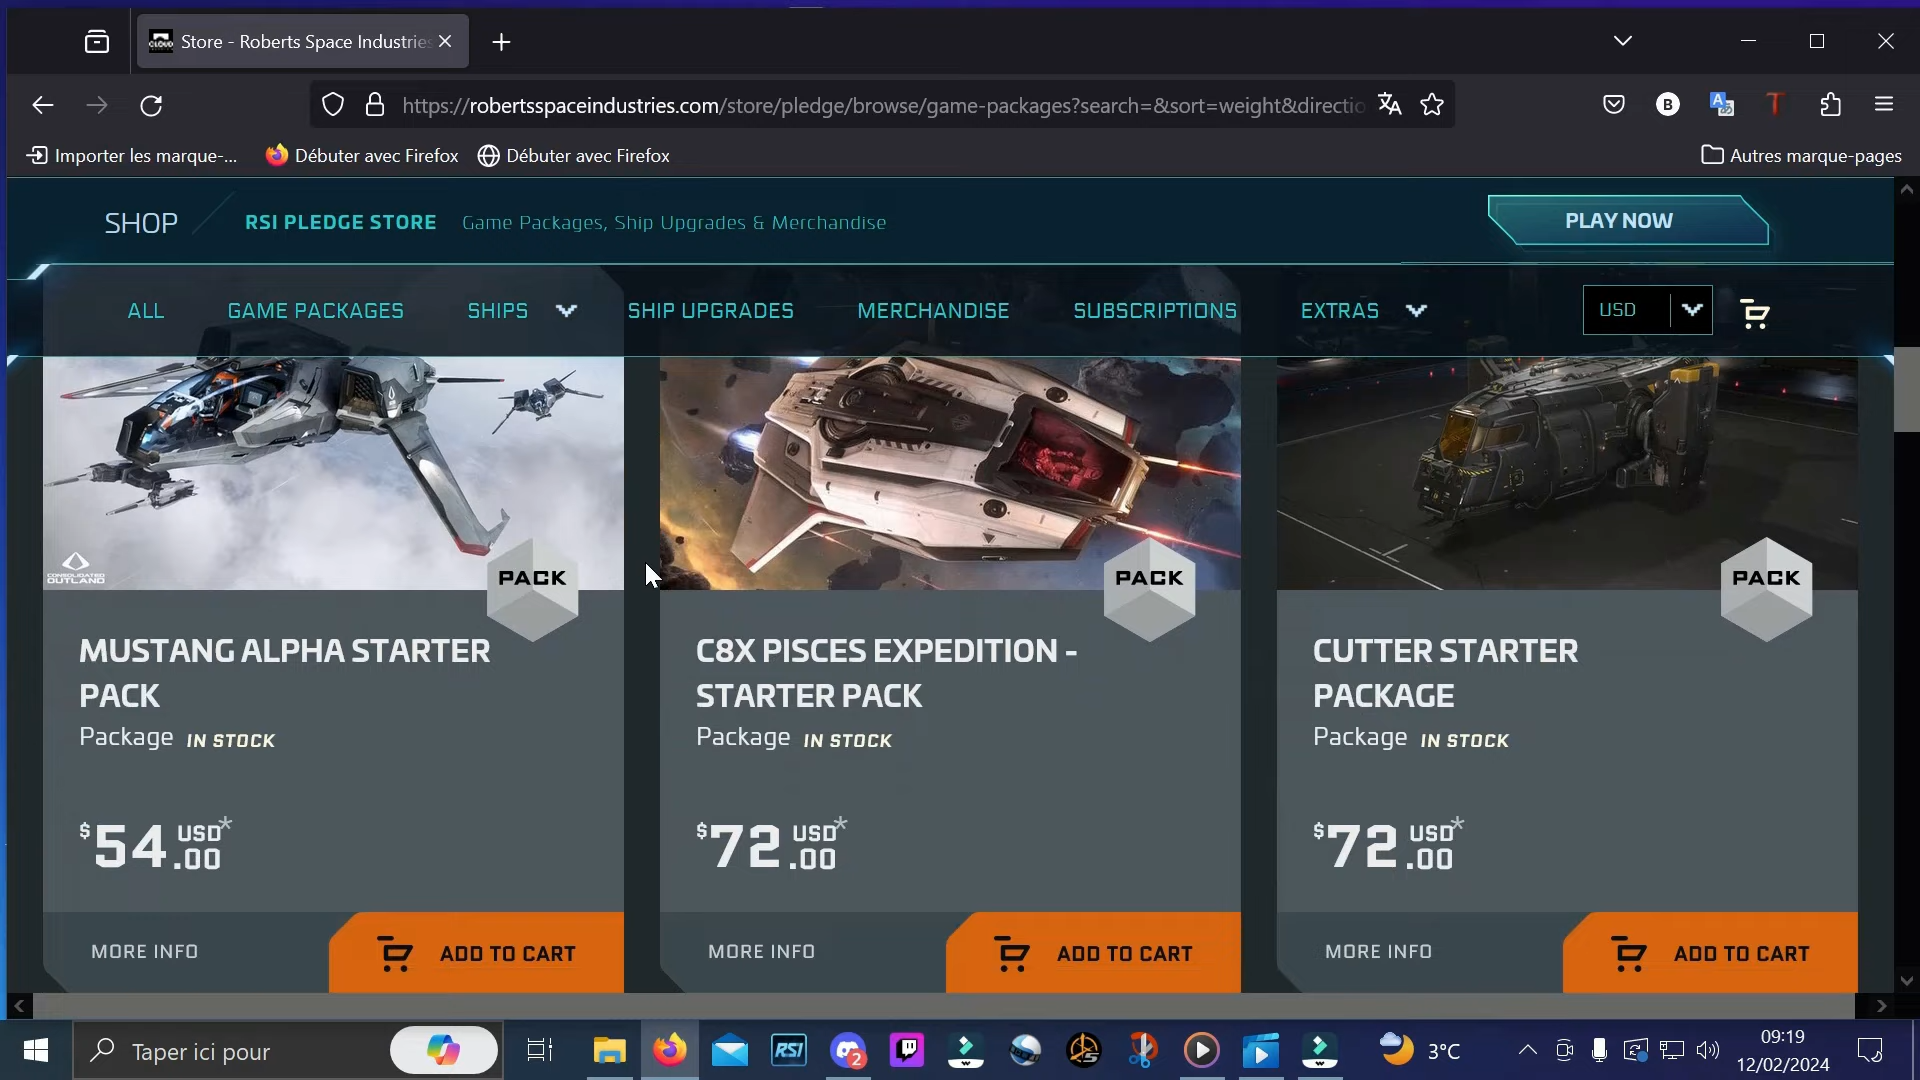 Store - Roberts Space Industries
https://robertsspaceindustries.com/store/pledge/browse/game-packages?search=&sort=weight&directio
B
T
Importer les marque-...
Débuter avec Firefox
Débuter avec Firefox
Autres marque-pages
SHOP
RSI PLEDGE STORE
Game Packages, Ship Upgrades & Merchandise
PLAY NOW
ALL
GAME PACKAGES
SHIPS
SHIP UPGRADES
MERCHANDISE
SUBSCRIPTIONS
EXTRAS
USD
CONSOLIDATED
OUTLAND
PACK
MUSTANG ALPHA STARTER
PACK
Package IN STOCK
$54.00 USD*
MORE INFO
ADD TO CART
PACK
C8X PISCES EXPEDITION -
STARTER PACK
Package IN STOCK
$72.00 USD*
MORE INFO
ADD TO CART
PACK
CUTTER STARTER
PACKAGE
Package IN STOCK
$72.00 USD*
MORE INFO
ADD TO CART
Taper ici pour
RSI
2
3°C
09:19
12/02/2024